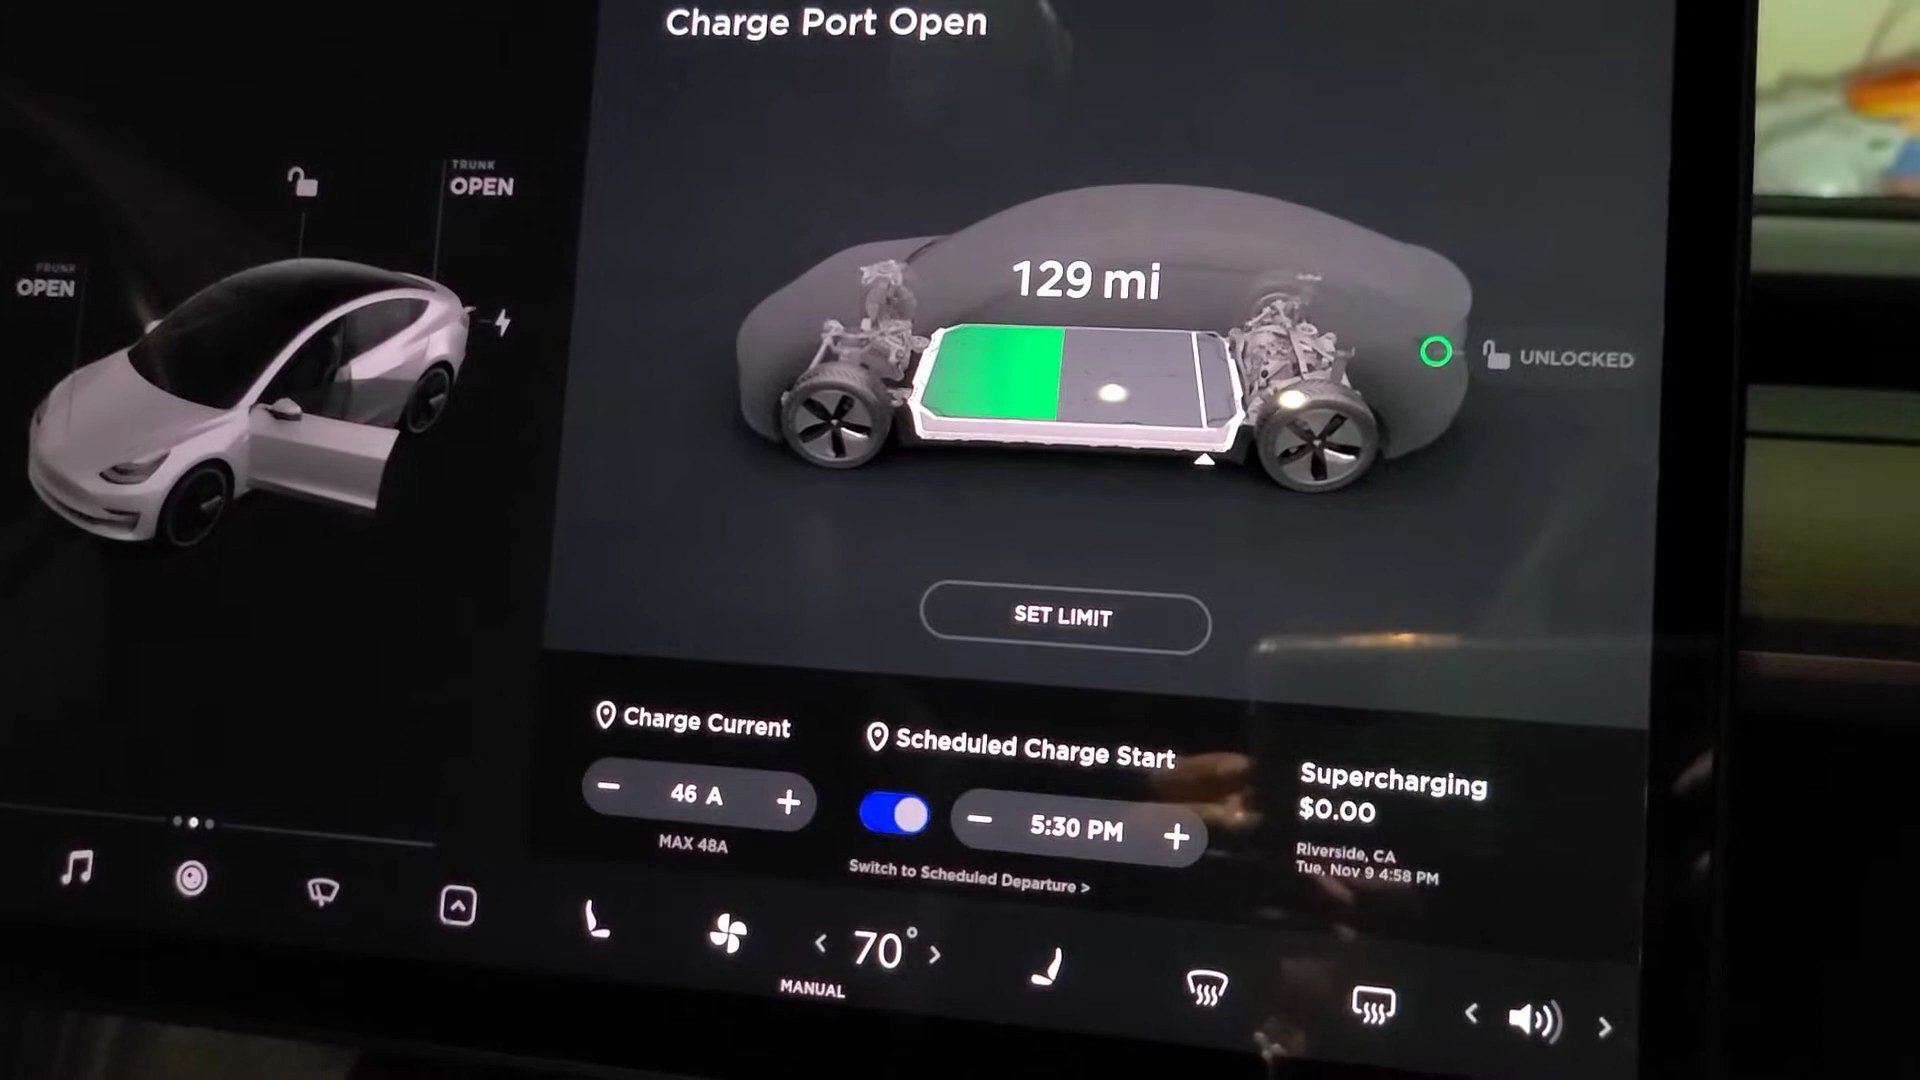 Charge Port Open
TRUNK
OPEN
FRUNK
OPEN
129 mi
UNLOCKED
SET LIMIT
Charge Current
− 46 A +
MAX 48A
Scheduled Charge Start
− 5:30 PM +
Switch to Scheduled Departure >
Supercharging
$0.00
Riverside, CA
Tue, Nov 9 4:58 PM
< 70° >
MANUAL